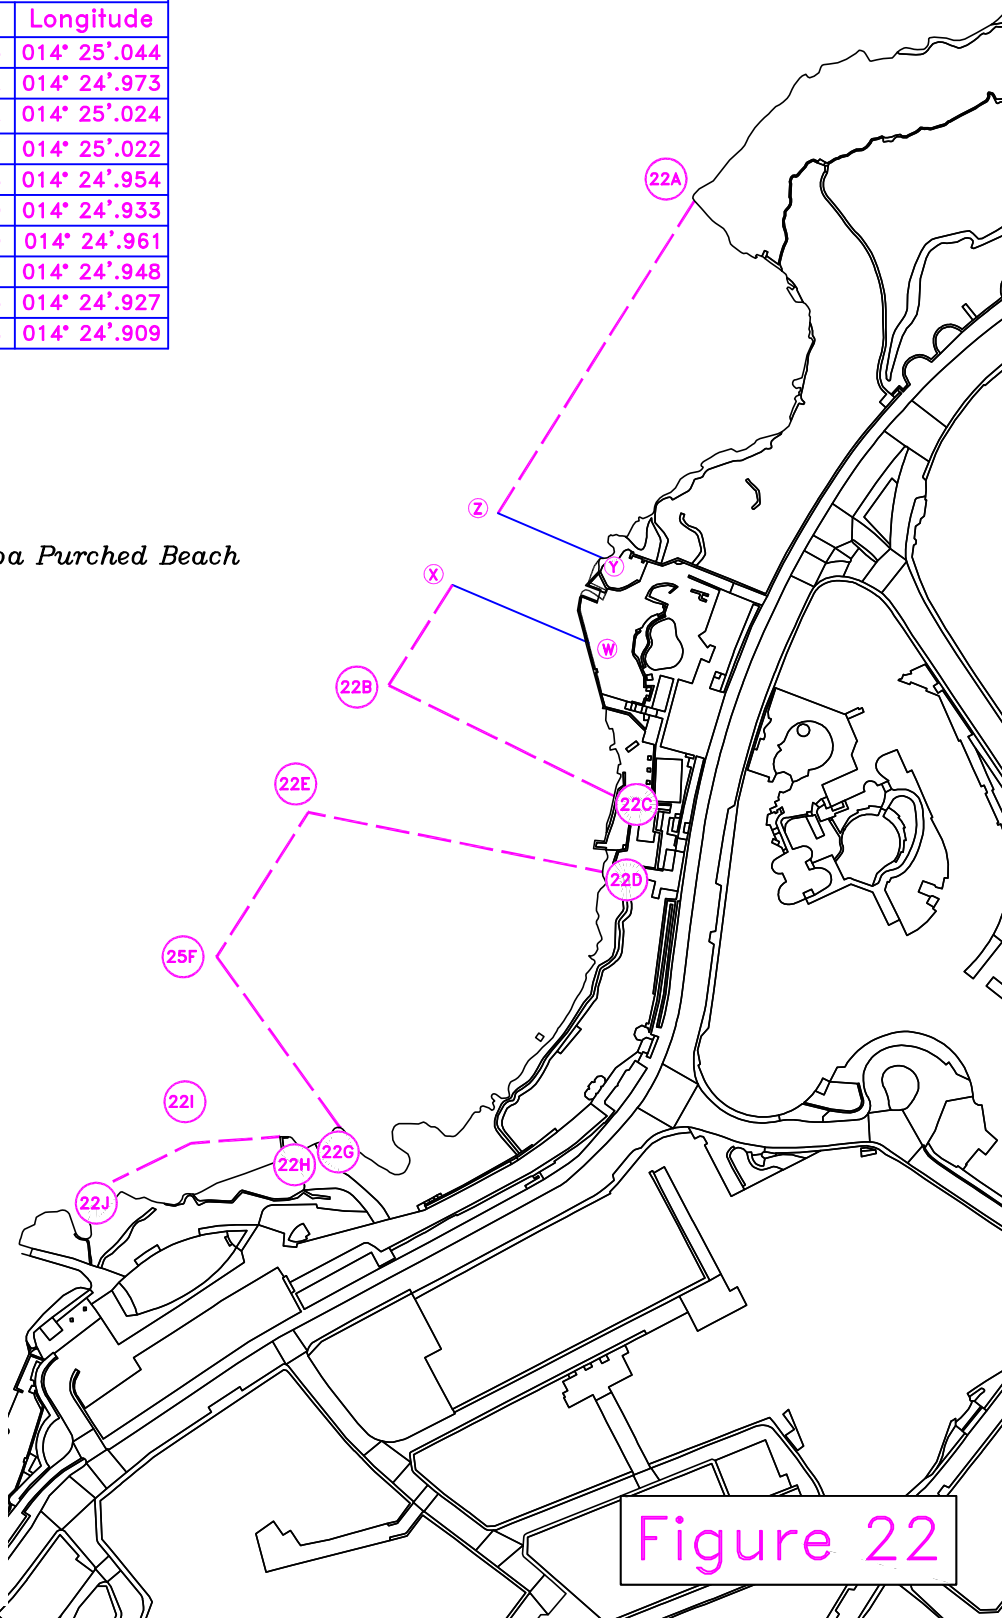 Longitude
014° 25'.044
014° 24'.973
014° 25'.024
014° 25'.022
014° 24'.954
014° 24'.933
014° 24'.961
014° 24'.948
014° 24'.927
014° 24'.909
22A
Z
Purched Beach
Y
X
W
22B
22E
22C
22D
25F
22I
22G
22H
22J
Figure 22